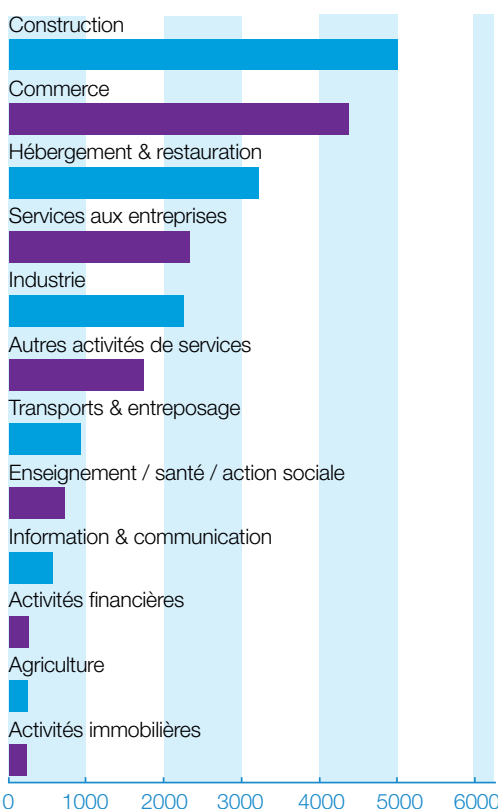 Construction
Commerce
Hébergement & restauration
Services aux entreprises
Industrie
Autres activités de services
Transports & entreposage
Enseignement / santé / action sociale
Information & communication
Activités financières
Agriculture
Activités immobilières
0 1000 2000 3000 4000 5000 6000